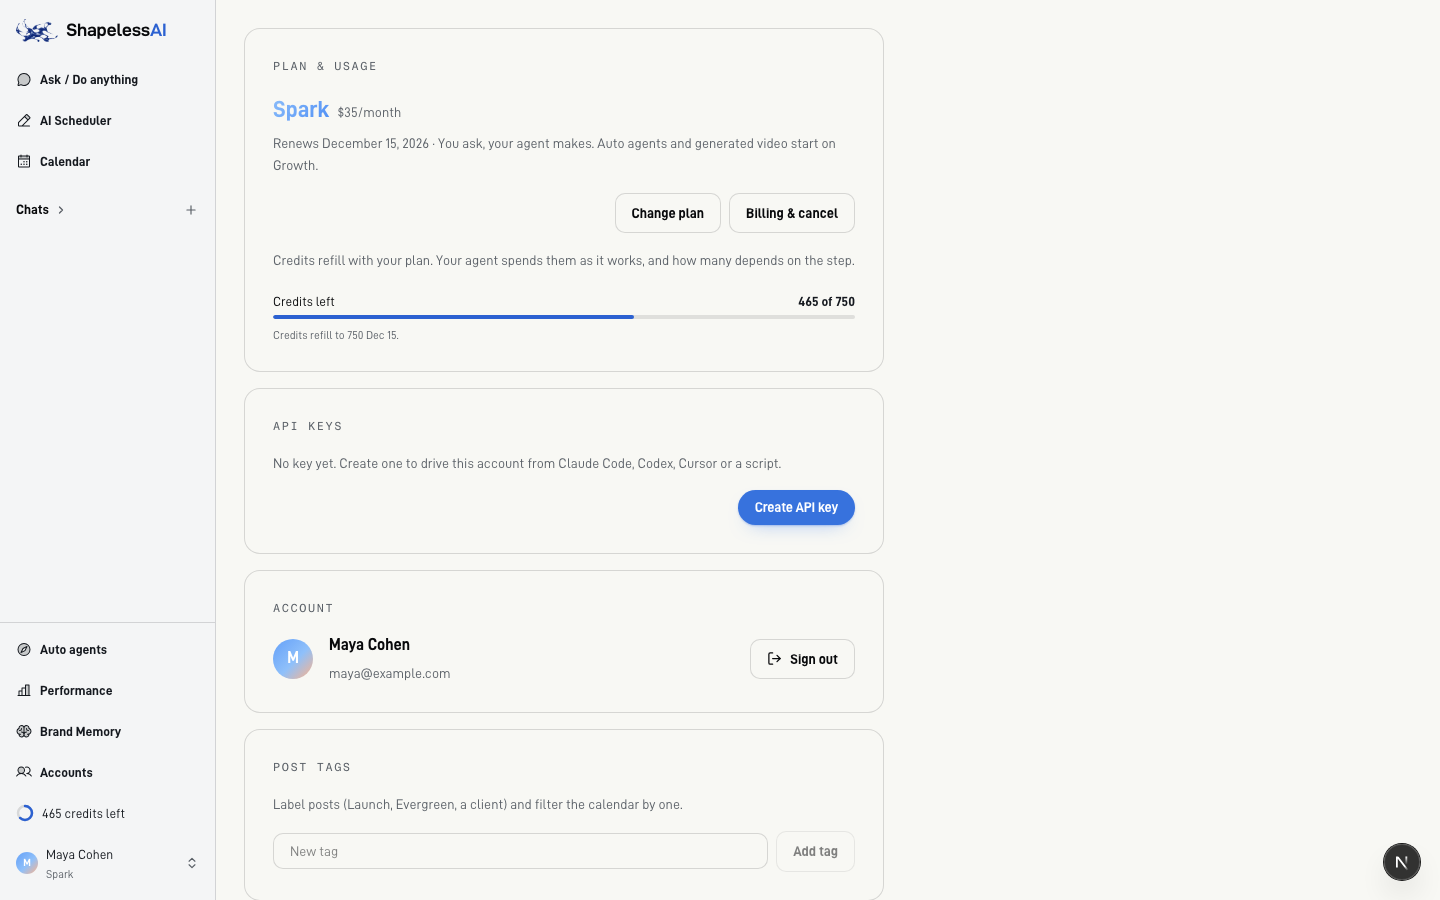 ShapelessAI
Ask / Do anything
AI Scheduler
Calendar
Chats
Auto agents
Performance
Brand Memory
Accounts
465 credits left
M
Maya Cohen
Spark
PLAN & USAGE
Spark $35/month
Renews December 15, 2026 · You ask, your agent makes. Auto agents and generated video start on
Growth.
Change plan
Billing & cancel
Credits refill with your plan. Your agent spends them as it works, and how many depends on the step.
Credits left 465 of 750
Credits refill to 750 Dec 15.
API KEYS
No key yet. Create one to drive this account from Claude Code, Codex, Cursor or a script.
Create API key
ACCOUNT
M
Maya Cohen
maya@example.com
Sign out
POST TAGS
Label posts (Launch, Evergreen, a client) and filter the calendar by one.
New tag
Add tag
N